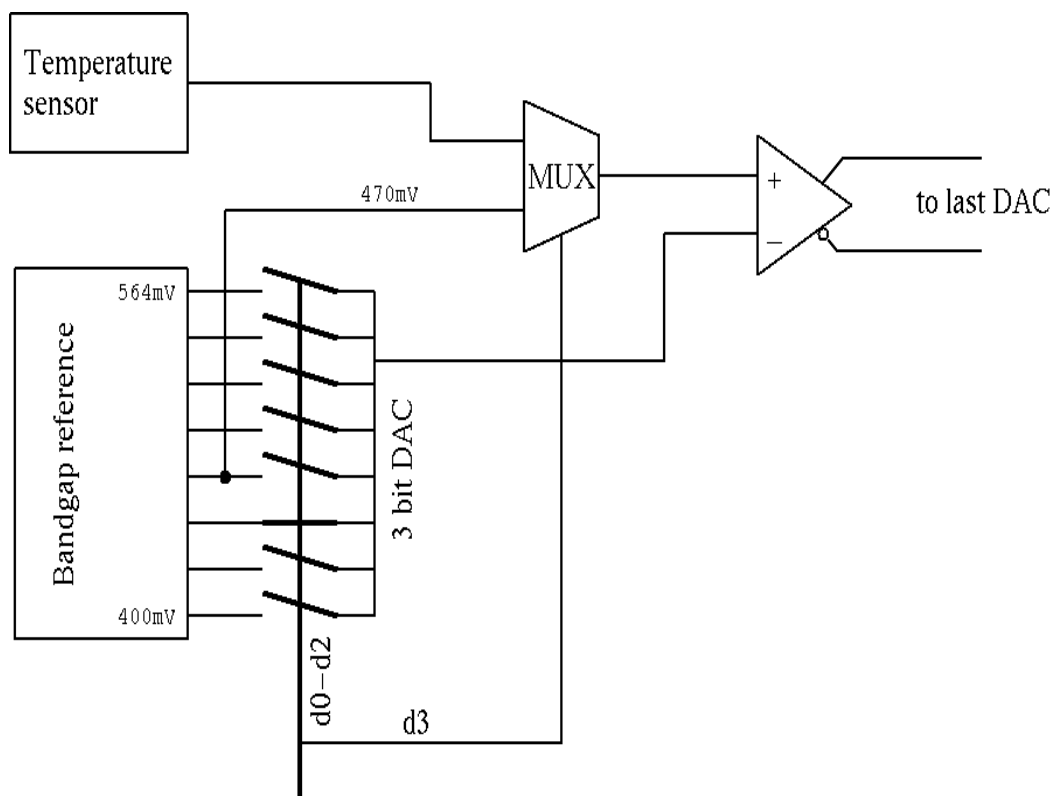 Temperature
sensor
MUX
470mV
+
−
to last DAC
564mV
Bandgap reference
400mV
3 bit DAC
d0−d2
d3